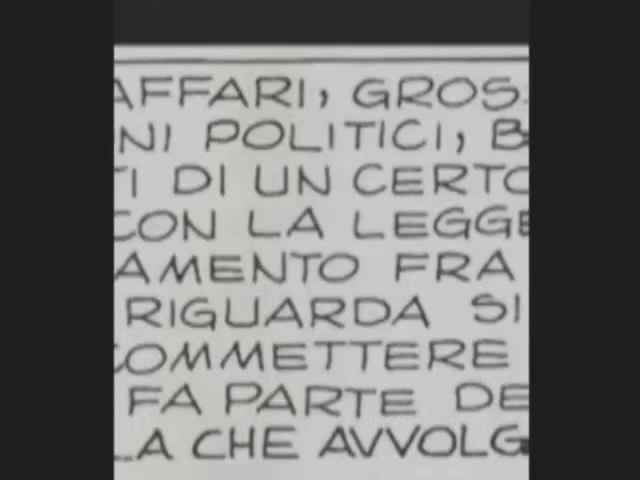 AFFARI, GROS
NI POLITICI, B
TI DI UN CERTO
CON LA LEGGE
AMENTO FRA
RIGUARDA SI
COMMETTERE
FA PARTE DE
LA CHE AVVOLG